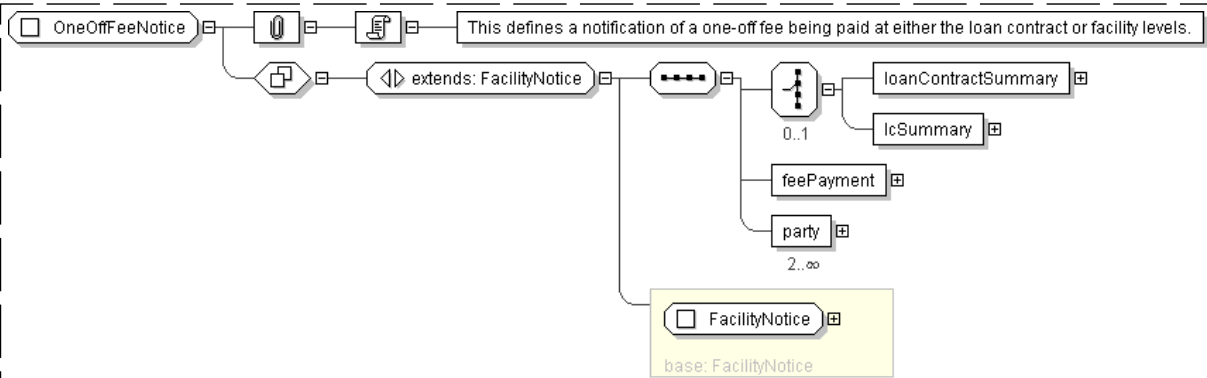 OneOffFeeNotice
This defines a notification of a one-off fee being paid at either the loan contract or facility levels.
extends: FacilityNotice
loanContractSummary
0..1
lcSummary
feePayment
party
2..∞
FacilityNotice
base: FacilityNotice